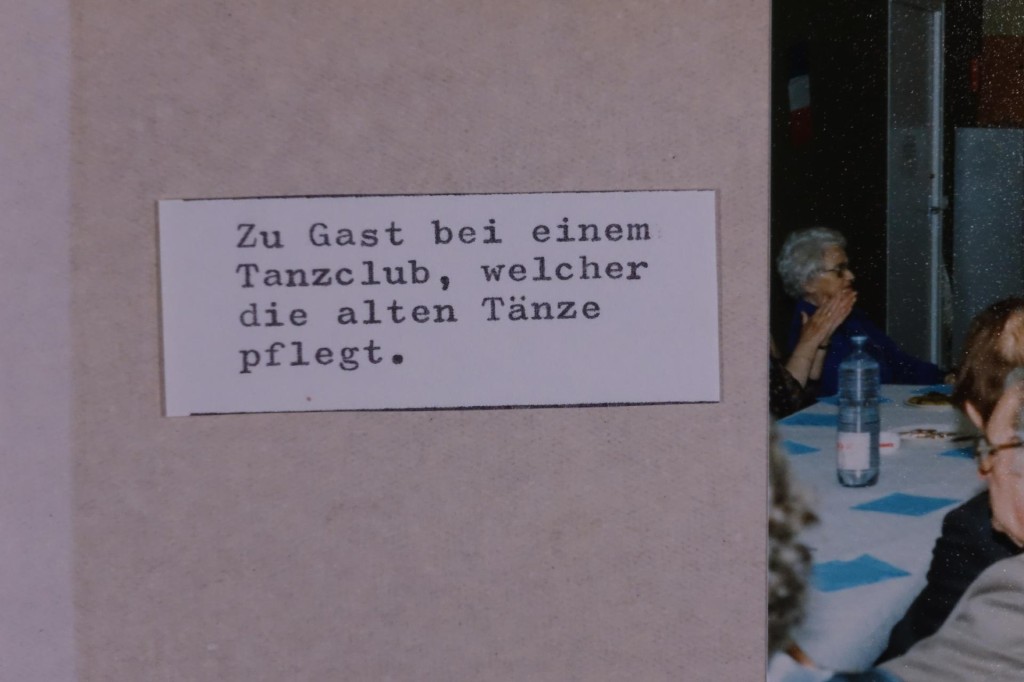 Zu Gast bei einem
Tanzclub, welcher
die alten Tänze
pflegt.